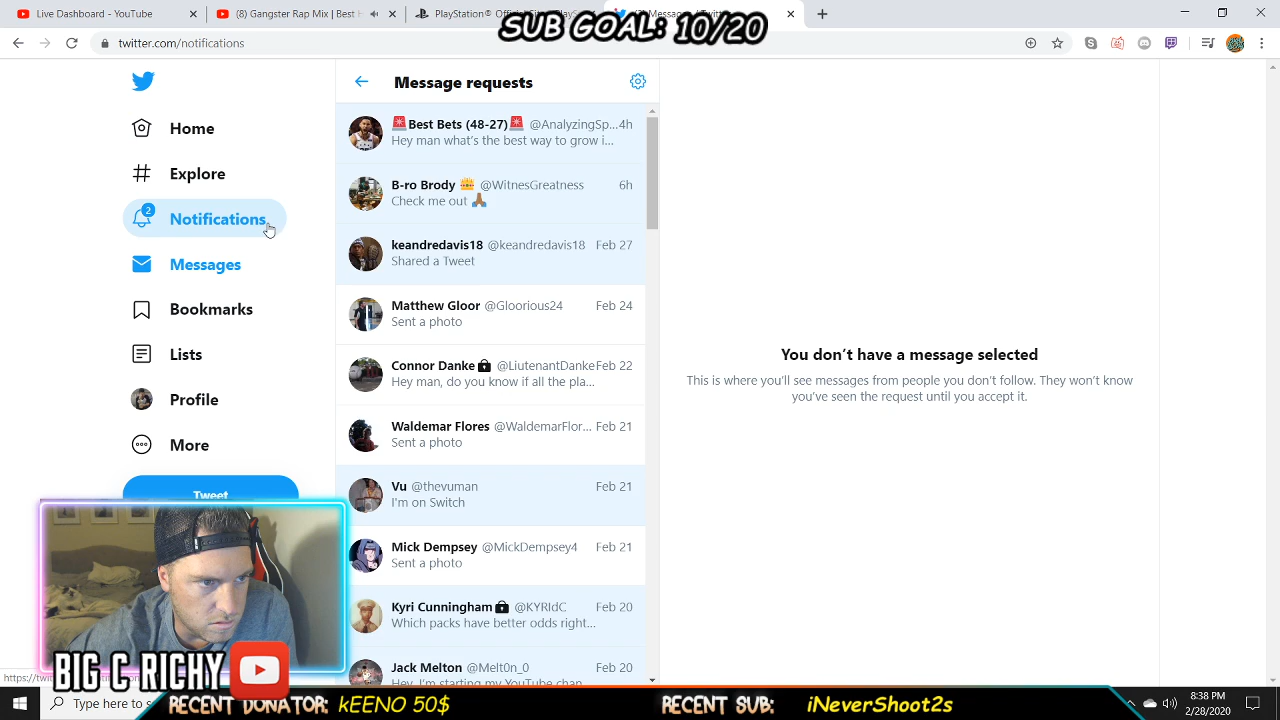 (2) Gangster Rap Mix | Best
PlayStation® Official Site - PlaySt
SUB GOAL: 10/20
twitter.com/notifications
Message requests
Home
Explore
2
Notifications
Messages
Bookmarks
Lists
Profile
More
Tweet
🚨Best Bets (48-27)🚨 @AnalyzingSp... 4h
Hey man what's the best way to grow i...
B-ro Brody @WitnesGreatness 6h
Check me out 🙏🏽
keandredavis18 @keandredavis18 Feb 27
Shared a Tweet
Matthew Gloor @Gloorious24 Feb 24
Sent a photo
Connor Danke @LiutenantDanke Feb 22
Hey man, do you know if all the pla...
Waldemar Flores @WaldemarFlor... Feb 21
Sent a photo
Vu @thevuman Feb 21
I'm on Switch
Mick Dempsey @MickDempsey4 Feb 21
Sent a photo
Kyri Cunningham @KYRIdC Feb 20
Which packs have better odds right...
Jack Melton @Melt0n_0 Feb 20
Hey, I'm starting my YouTube chan
You don't have a message selected
This is where you'll see messages from people you don't follow. They won't know
you've seen the request until you accept it.
BIG C RICHY
Type here to s
RECENT DONATOR: KEENO 50$
RECENT SUB: iNeverShoot2s
8:38 PM
2/28/2020